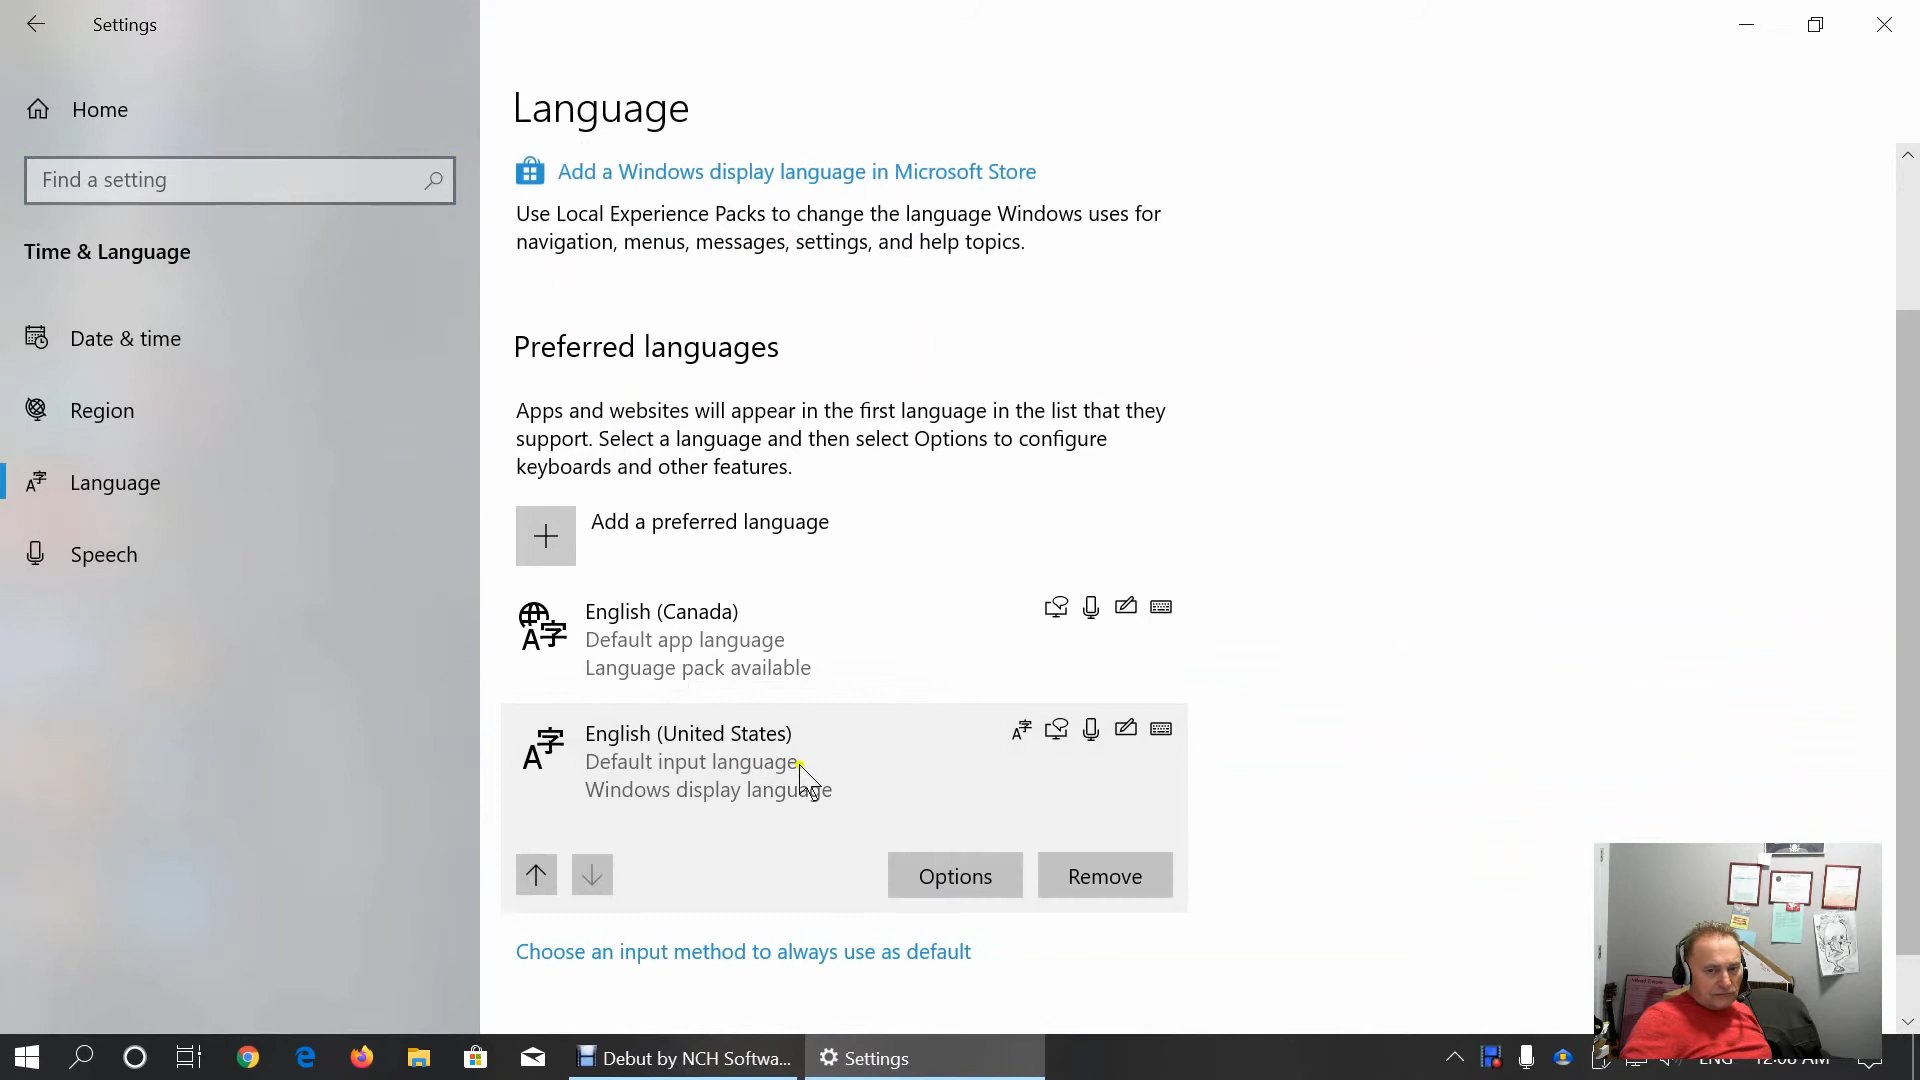 Settings
Home
Find a setting
Time & Language
Date & time
Region
Language
Speech
Language
Add a Windows display language in Microsoft Store
Use Local Experience Packs to change the language Windows uses for
navigation, menus, messages, settings, and help topics.
Preferred languages
Apps and websites will appear in the first language in the list that they
support. Select a language and then select Options to configure
keyboards and other features.
Add a preferred language
English (Canada)
Default app language
Language pack available
English (United States)
Default input language
Windows display language
Options
Remove
Choose an input method to always use as default
Debut by NCH Softwa...
Settings
ENG
12:08 AM